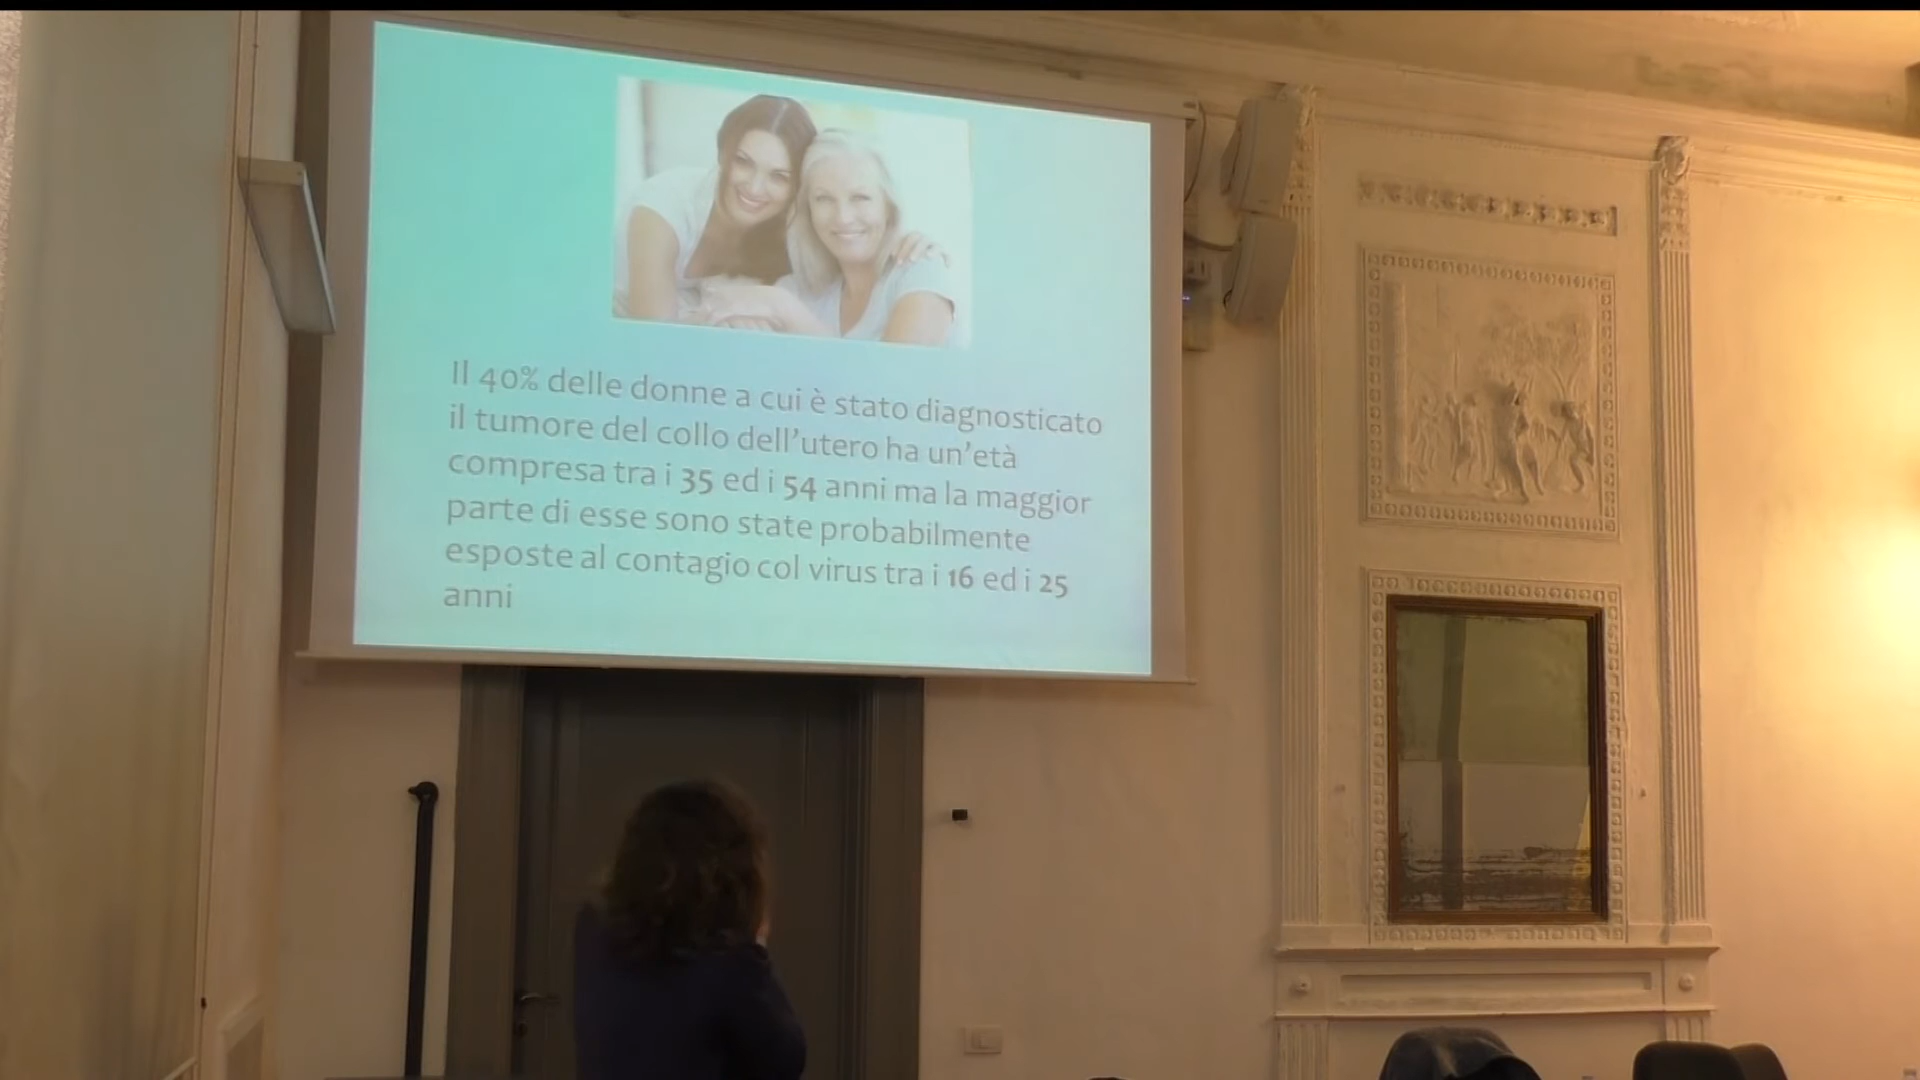 Il 40% delle donne a cui è stato diagnosticato
il tumore del collo dell'utero ha un'età
compresa tra i 35 ed i 54 anni ma la maggior
parte di esse sono state probabilmente
esposte al contagio col virus tra i 16 ed i 25
anni